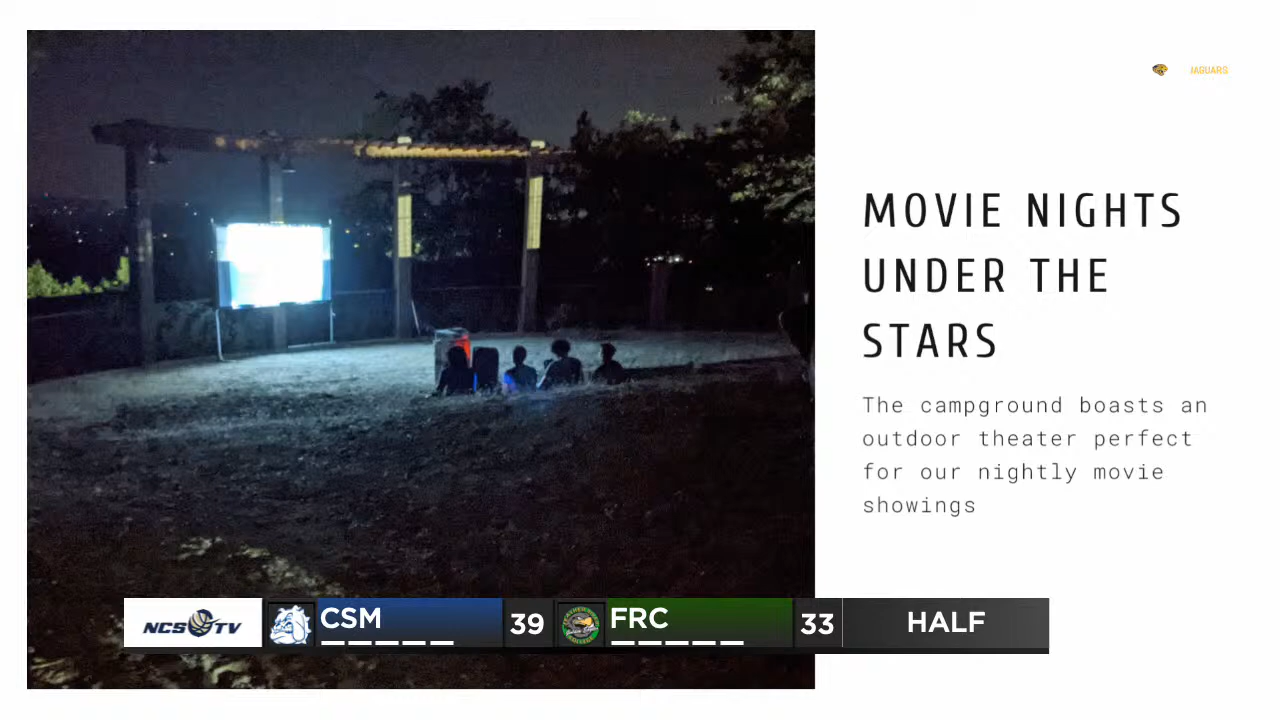 JAGUARS
MOVIE NIGHTS
UNDER THE
STARS
The campground boasts an
outdoor theater perfect
for our nightly movie
showings
NCS TV
CSM
39
FRC
33
HALF